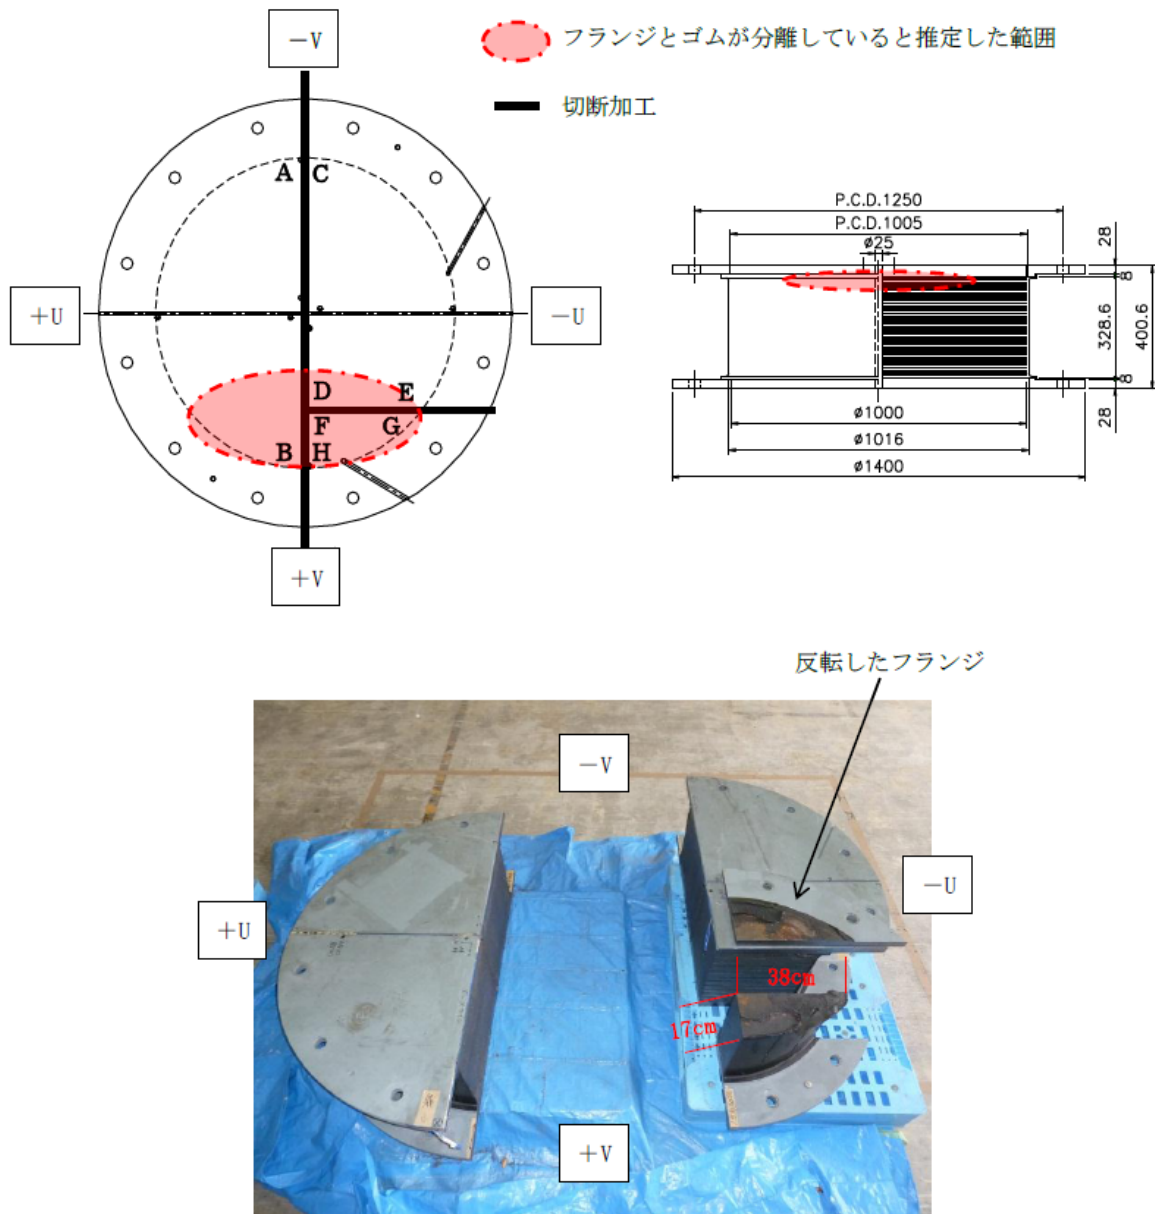 －V
フランジとゴムが分離していると推定した範囲
切断加工
A
C
＋U
－U
D
E
F
G
B
H
＋V
P.C.D.1250
P.C.D.1005
ø25
28
8
328.6
400.6
8
28
ø1000
ø1016
ø1400
反転したフランジ
－V
－U
＋U
38cm
17cm
＋V